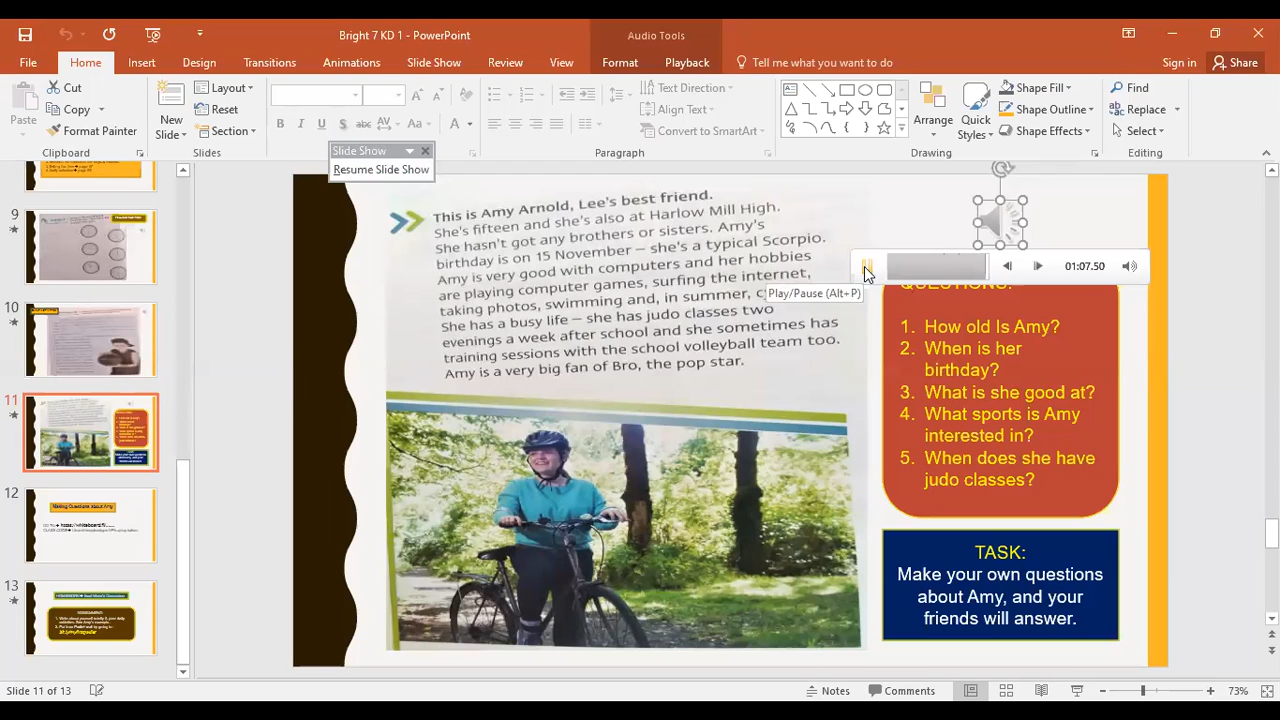 Bright 7 KD 1 - PowerPoint
Audio Tools
File
Home
Insert
Design
Transitions
Animations
Slide Show
Review
View
Format
Playback
Tell me what you want to do
Sign in
Share
Paste
Cut
Copy
Format Painter
Clipboard
New
Slide
Layout
Reset
Section
Slides
Paragraph
Text Direction
Align Text
Convert to SmartArt
Arrange
Quick
Styles
Shape Fill
Shape Outline
Shape Effects
Drawing
Find
Replace
Select
Editing
Slide Show
Resume Slide Show
9
10
11
12
13
This is Amy Arnold, Lee's best friend.
She's fifteen and she's also at Harlow Mill High.
She hasn't got any brothers or sisters. Amy's
birthday is on 15 November – she's a typical Scorpio.
Amy is very good with computers and her hobbies
are playing computer games, surfing the internet,
taking photos, swimming and, in summer,
She has a busy life – she has judo classes two
evenings a week after school and she sometimes has
training sessions with the school volleyball team too.
Amy is a very big fan of Bro, the pop star.
01:07.50
Play/Pause (Alt+P)
QUESTIONS:
1. How old Is Amy?
2. When is her
birthday?
3. What is she good at?
4. What sports is Amy
interested in?
5. When does she have
judo classes?
TASK:
Make your own questions
about Amy, and your
friends will answer.
Slide 11 of 13
Notes
Comments
73%